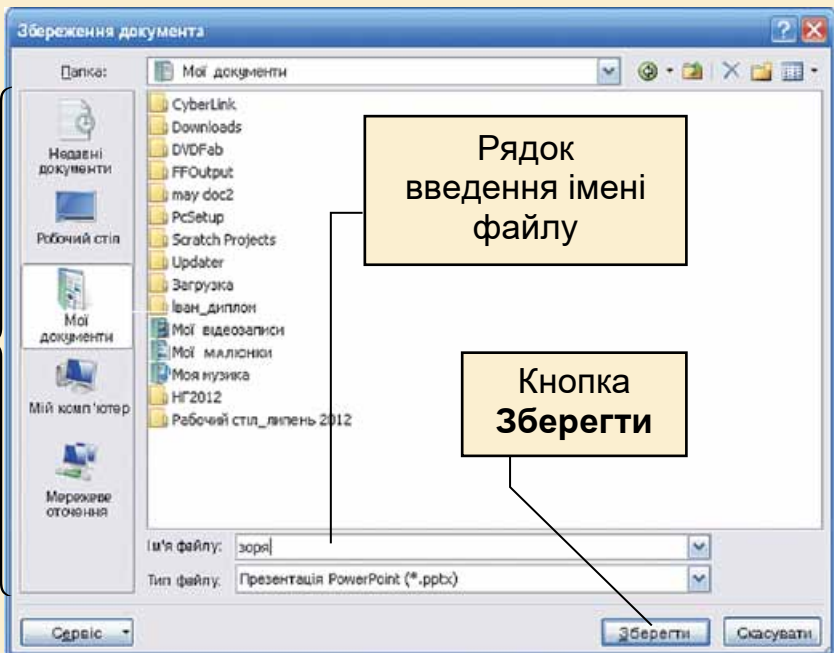 Збереження документа
Папка:
Мої документи
Недавні
документи
Робочий стіл
Мої
документи
Мій комп'ютер
Мережеве
оточення
CyberLink
Downloads
DVDFab
FFOutput
may doc2
PcSetup
Scratch Projects
Updater
Загрузка
Іван_диплон
Мої відеозаписи
Мої малюнки
Моя музика
НГ2012
Рабочий стіл_липень 2012
Рядок
введення імені
файлу
Кнопка
Зберегти
Ім'я файлу:
зоря
Тип файлу:
Презентація PowerPoint (*.pptx)
Сервіс
Зберегти
Скасувати